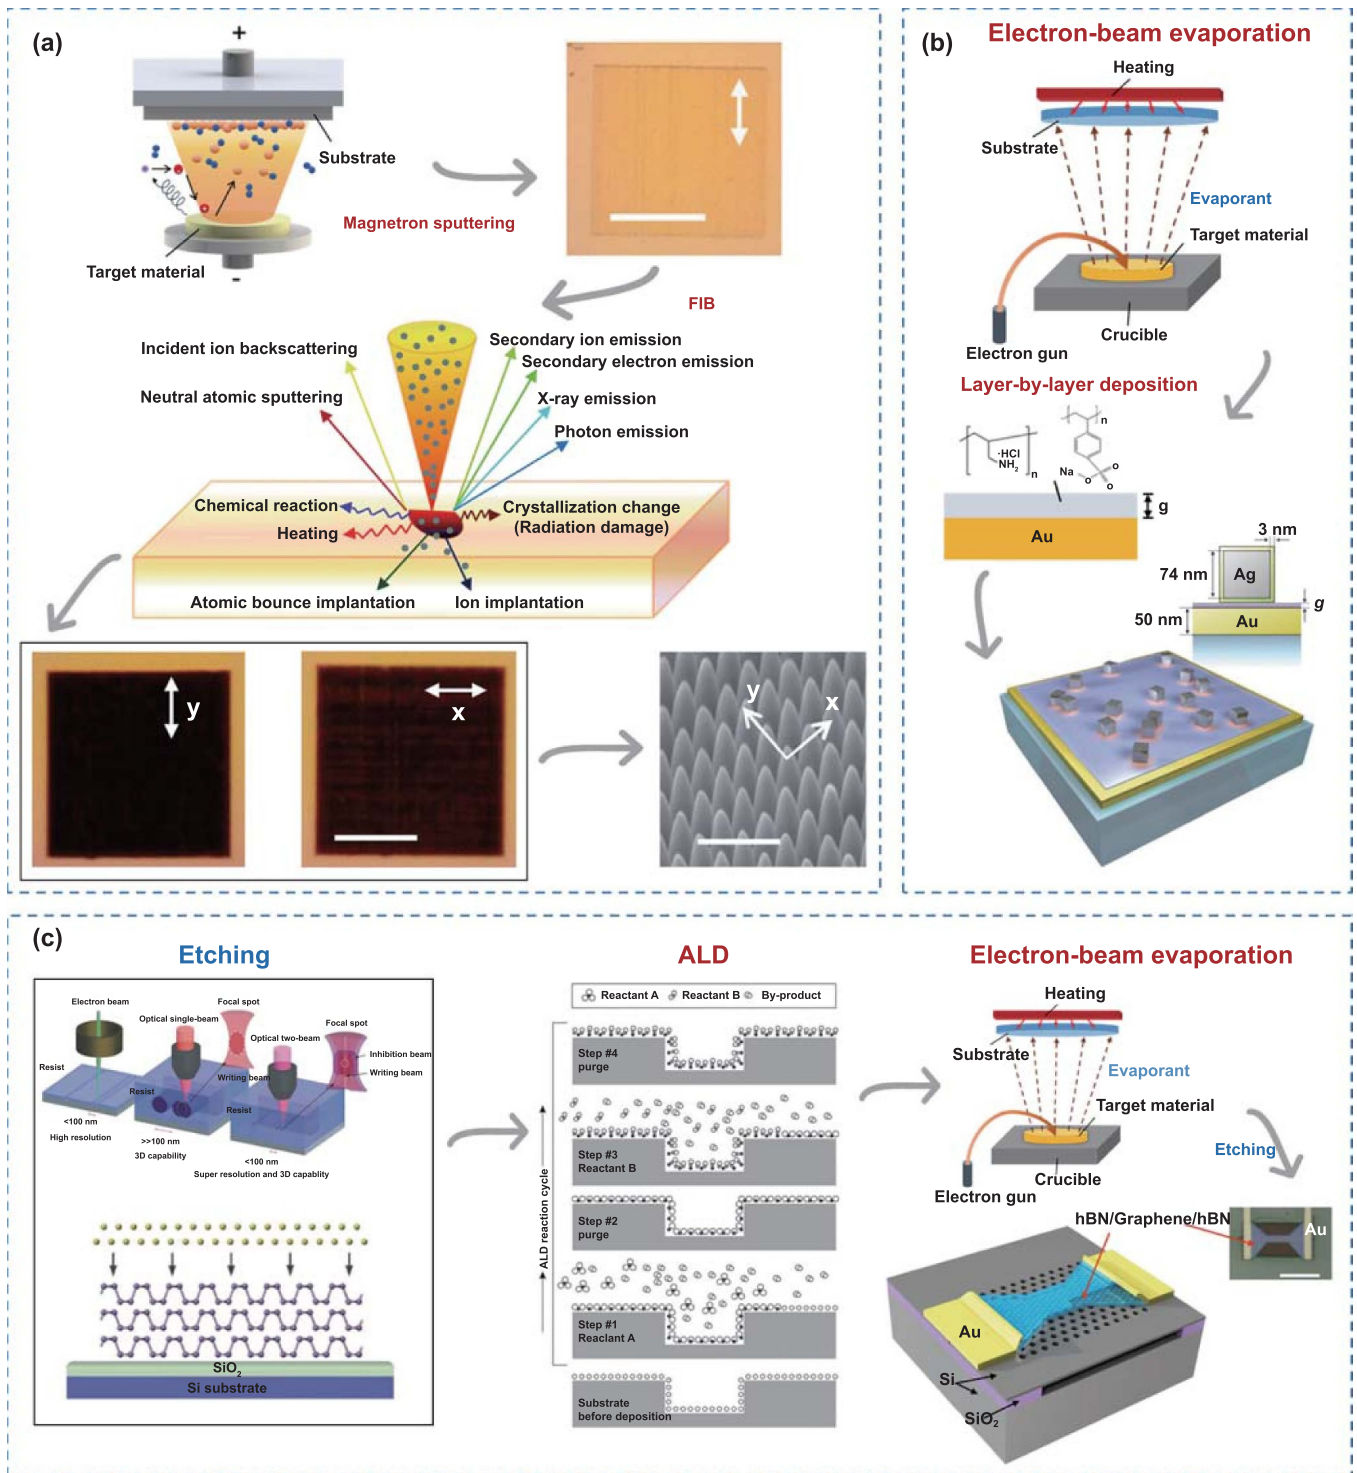 (a)
+
Substrate
Magnetron sputtering
Target material
-
FIB
Incident ion backscattering
Neutral atomic sputtering
Secondary ion emission
Secondary electron emission
X-ray emission
Photon emission
Chemical reaction
Heating
Crystallization change
(Radiation damage)
Atomic bounce implantation
Ion implantation
y
x
y
x
(b)
Electron-beam evaporation
Heating
Substrate
Evaporant
Target material
Crucible
Electron gun
Layer-by-layer deposition
n
·HCl
NH2
n
Na
O
O
S
O
g
Au
3 nm
74 nm
Ag
g
50 nm
Au
(c)
Etching
Electron beam
Focal spot
Optical single-beam
Focal spot
Optical two-beam
Inhibition beam
Writing beam
Writing beam
Resist
Resist
Resist
<100 nm
High resolution
>>100 nm
3D capability
<100 nm
Super resolution and 3D capablity
SiO2
Si substrate
ALD
Reactant A
Reactant B
By-product
ALD reaction cycle
Step #4
purge
Step #3
Reactant B
Step #2
purge
Step #1
Reaclant A
Substrate
before deposition
Electron-beam evaporation
Heating
Substrate
Evaporant
Target material
Crucible
Electron gun
Etching
hBN/Graphene/hBN
Au
Au
Si
SiO2